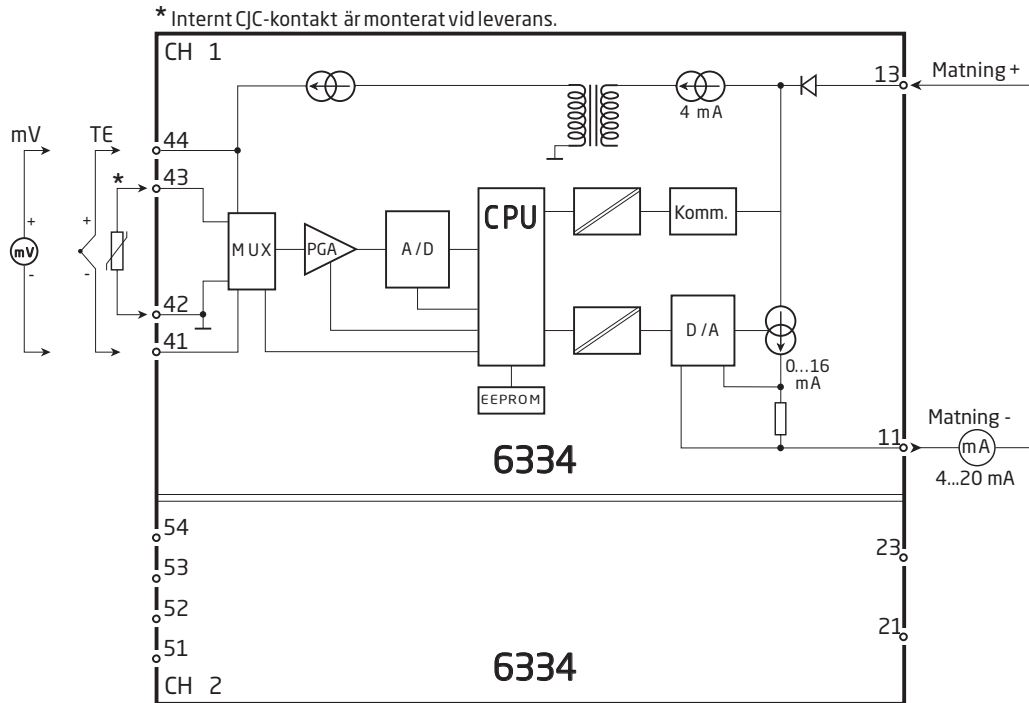 * Internt CJC-kontakt är monterat vid leverans.
CH 1
13
Matning +
4 mA
mV
TE
44
*
43
CPU
Komm.
+
+
mV
MUX
PGA
A/D
-
-
42
D/A
41
0...16
mA
EEPROM
Matning -
11
mA
6334
4...20 mA
54
23
53
52
21
51
6334
CH 2